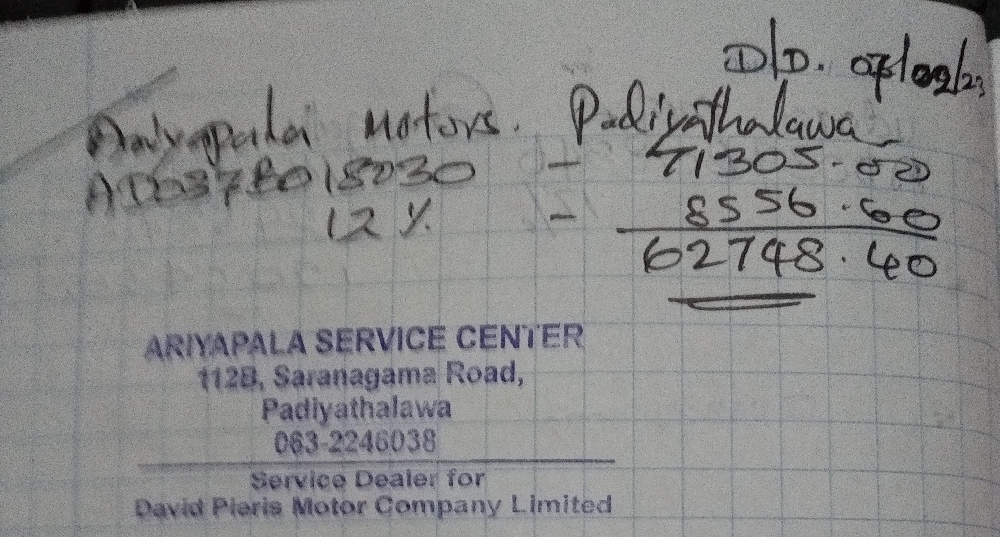 D/D. 07/09/23
Ariyapala Motors. Padiyathalawa
AD037B018030 - 71305.00
12 % - 8556.60
62748.40
ARIYAPALA SERVICE CENTER
112B, Saranagama Road,
Padiyathalawa
063-2246038
Service Dealer for
David Pieris Motor Company Limited